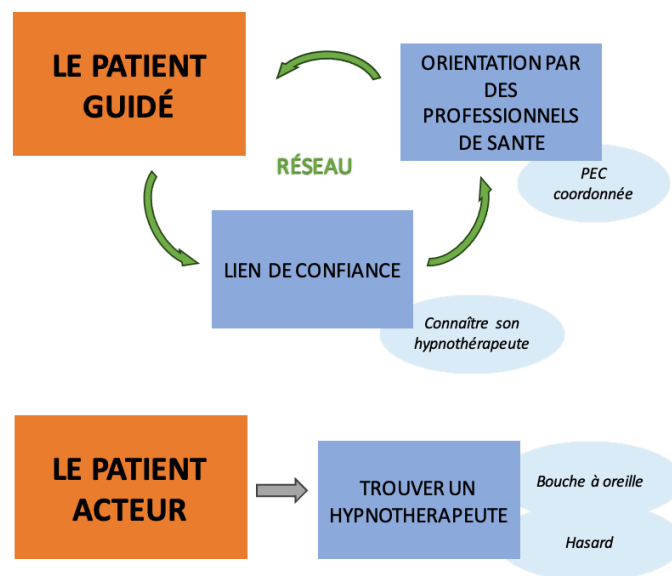 LE PATIENT
GUIDÉ
ORIENTATION PAR
DES
PROFESSIONNELS
DE SANTE
PEC
coordonnée
RÉSEAU
LIEN DE CONFIANCE
Connaître son
hypnothérapeute
LE PATIENT
ACTEUR
TROUVER UN
HYPNOTHERAPEUTE
Bouche à oreille
Hasard